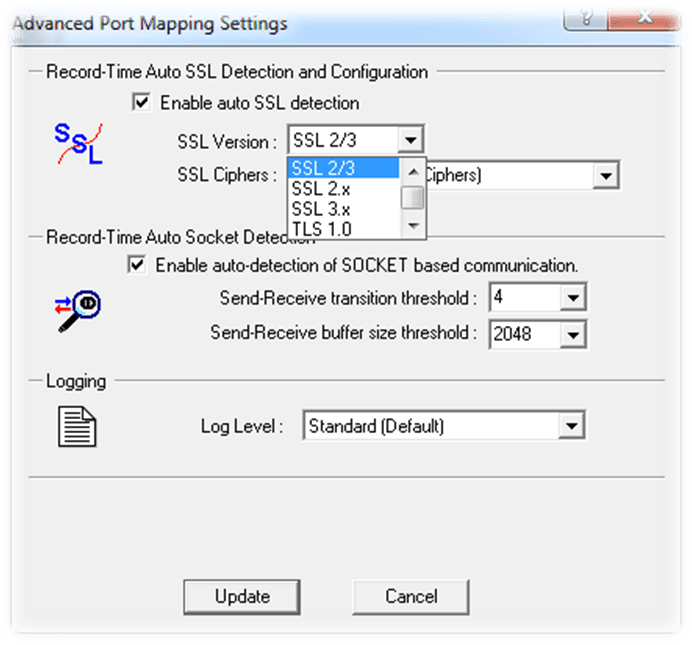 Advanced Port Mapping Settings
Record-Time Auto SSL Detection and Configuration
Enable auto SSL detection
SSL
SSL Version : SSL 2/3
SSL Ciphers : Ciphers)
SSL 2/3
SSL 2.x
SSL 3.x
TLS 1.0
Record-Time Auto Socket Detection
Enable auto-detection of SOCKET based communication.
Send-Receive transition threshold : 4
Send-Receive buffer size threshold : 2048
Logging
Log Level : Standard (Default)
Update Cancel